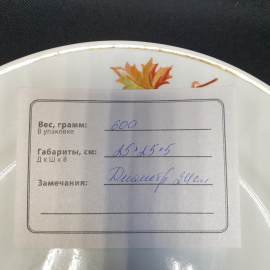 Вес, грамм: 600
В упаковке
Габариты, см: 25×25×5
Д х Ш х В
Замечания: Диаметр 24см